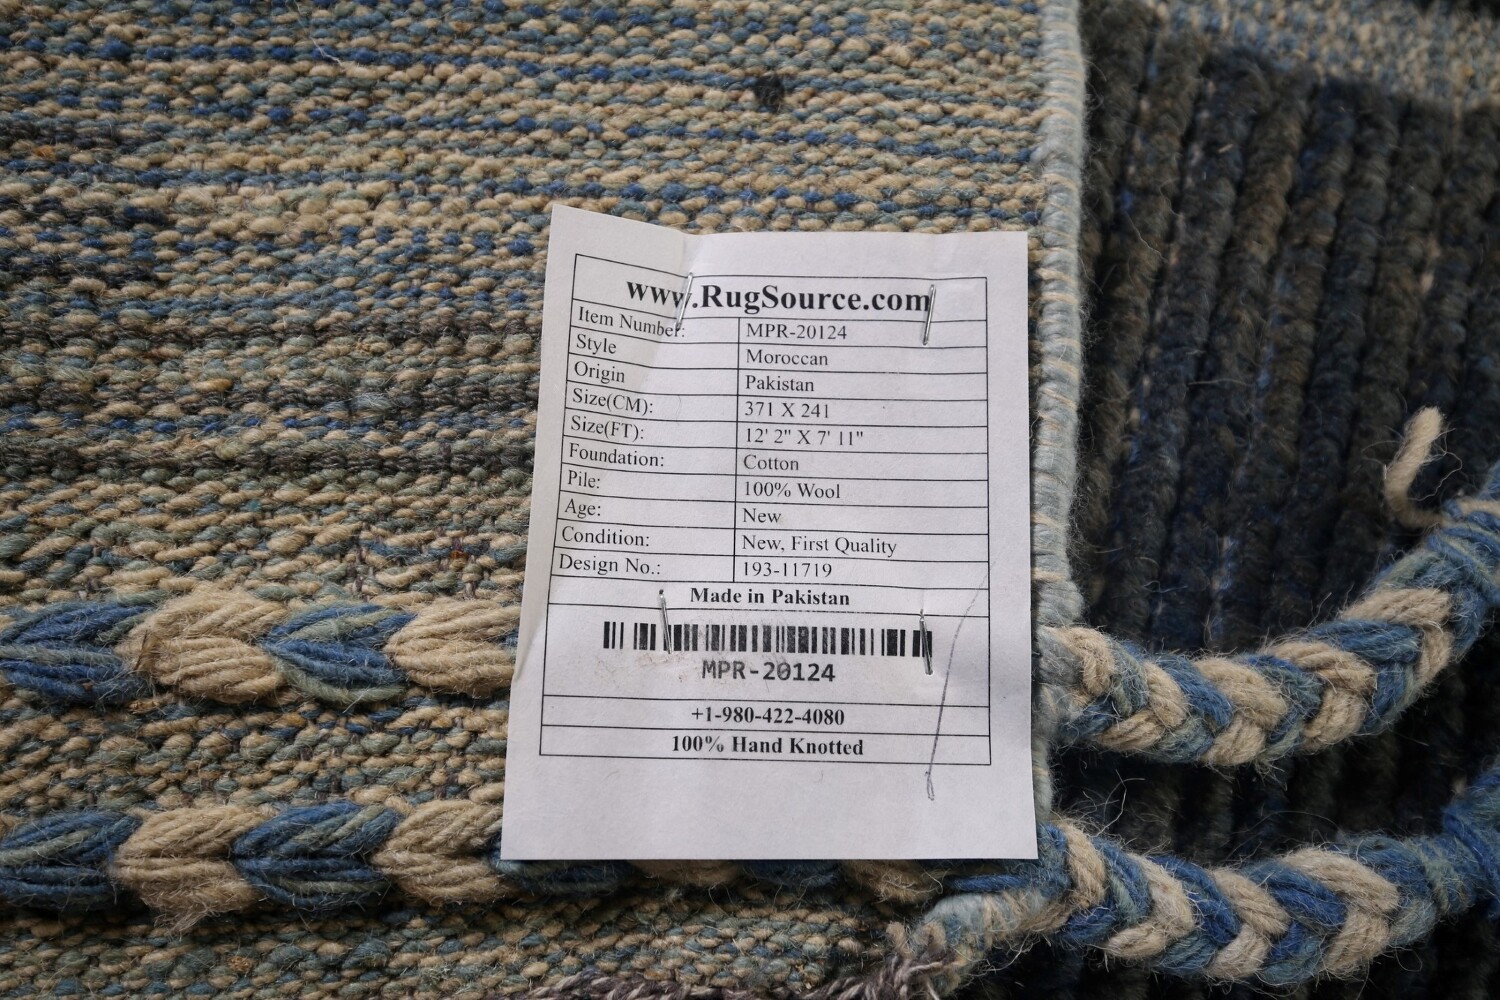 www.RugSource.com
Item Number: MPR-20124
Style Moroccan
Origin Pakistan
Size(CM): 371 X 241
Size(FT): 12' 2" X 7' 11"
Foundation: Cotton
Pile: 100% Wool
Age: New
Condition: New, First Quality
Design No.: 193-11719
Made in Pakistan
MPR-20124
+1-980-422-4080
100% Hand Knotted